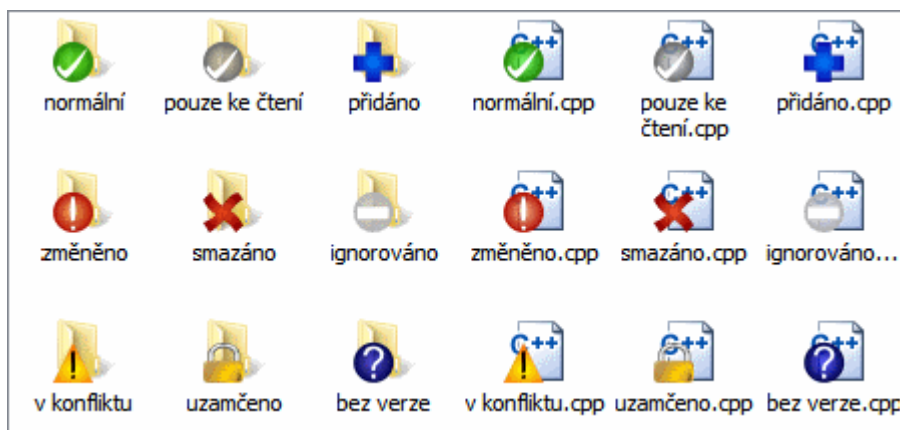 C++ C++ C++
normální pouze ke čtení přidáno normální.cpp pouze ke přidáno.cpp
čtení.cpp
C++ C++ C++
změněno smazáno ignorováno změněno.cpp smazáno.cpp ignorováno...
C++ C++ C++
v konfliktu uzamčeno bez verze v konfliktu.cpp uzamčeno.cpp bez verze.cpp